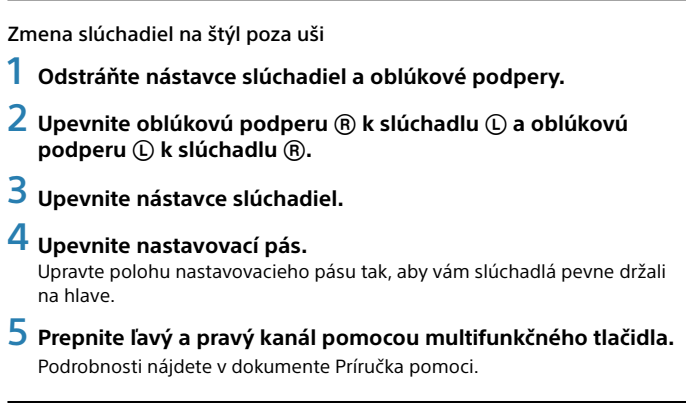 Zmena slúchadiel na štýl poza uši
1 Odstráňte nástavce slúchadiel a oblúkové podpery.
2 Upevnite oblúkovú podperu Ⓡ k slúchadlu Ⓛ a oblúkovú
podperu Ⓛ k slúchadlu Ⓡ.
3 Upevnite nástavce slúchadiel.
4 Upevnite nastavovací pás.
Upravte polohu nastavovacieho pásu tak, aby vám slúchadlá pevne držali
na hlave.
5 Prepnite ľavý a pravý kanál pomocou multifunkčného tlačidla.
Podrobnosti nájdete v dokumente Príručka pomoci.